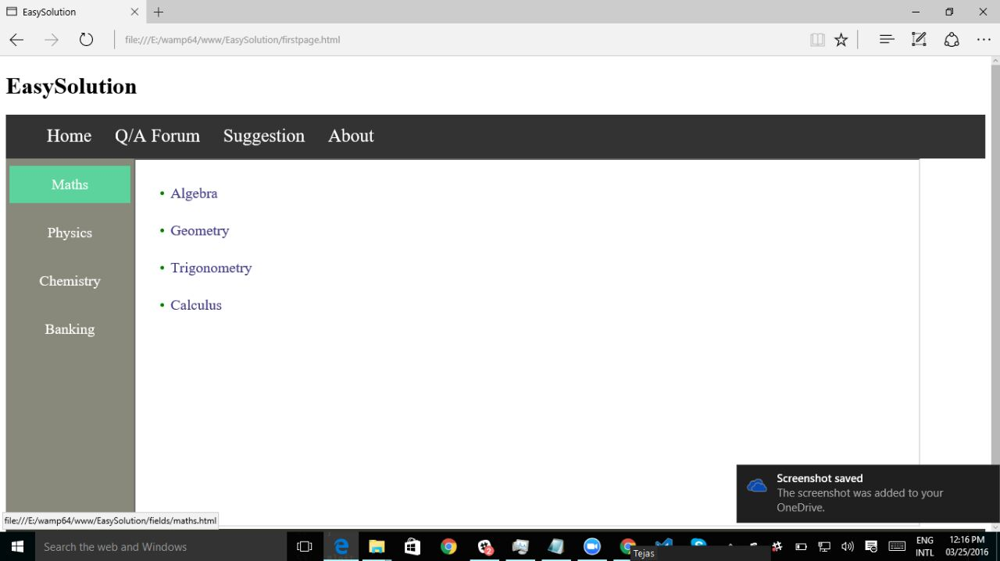 EasySolution
file:///E:/wamp64/www/EasySolution/firstpage.html
EasySolution
Home Q/A Forum Suggestion About
Maths
Physics
Chemistry
Banking
• Algebra
• Geometry
• Trigonometry
• Calculus
Screenshot saved
The screenshot was added to your
OneDrive.
file:///E:/wamp64/www/EasySolution/fields/maths.html
Search the web and Windows
2
Tejas
ENG
INTL
12:16 PM
03/25/2016